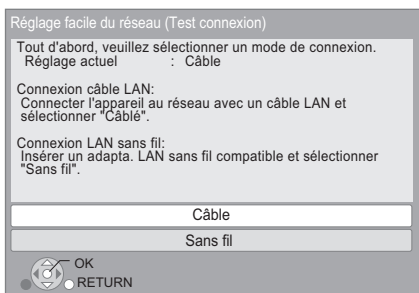 Réglage facile du réseau (Test connexion)
Tout d'abord, veuillez sélectionner un mode de connexion.
Réglage actuel : Câble
Connexion câble LAN:
Connecter l'appareil au réseau avec un câble LAN et
sélectionner "Câblé".
Connexion LAN sans fil:
Insérer un adapta. LAN sans fil compatible et sélectionner
"Sans fil".
Câble
Sans fil
OK
RETURN